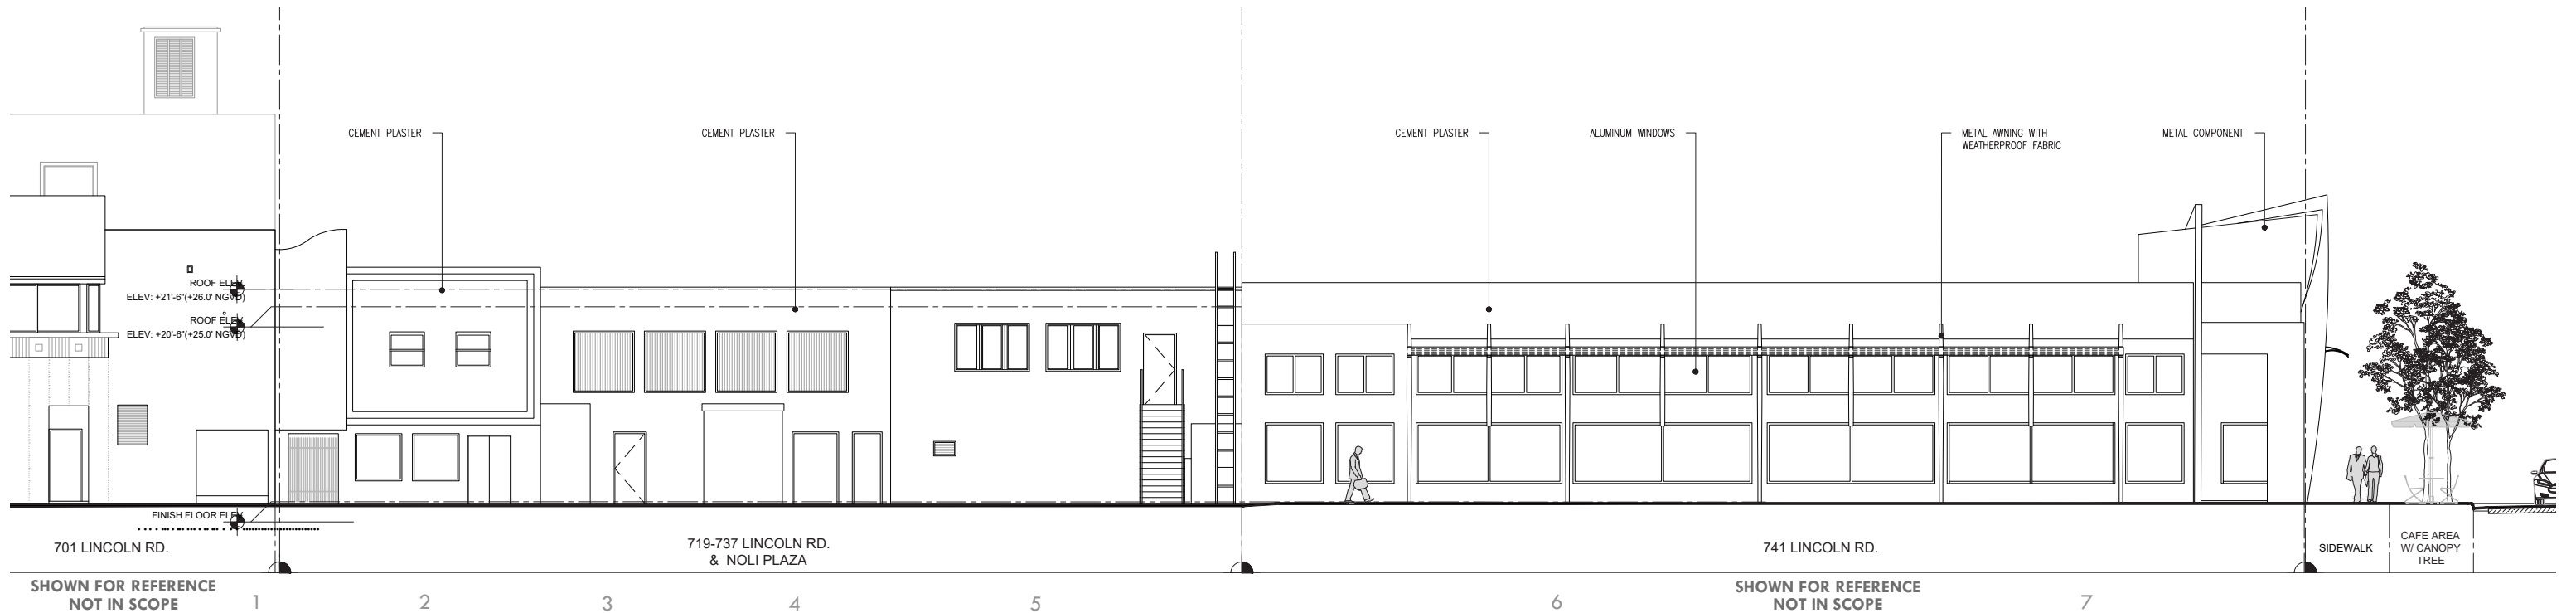 CEMENT PLASTER
CEMENT PLASTER
CEMENT PLASTER
ALUMINUM WINDOWS
METAL AWNING WITH
WEATHERPROOF FABRIC
METAL COMPONENT
ROOF ELEV.
ELEV: +21'-6"(+26.0' NGVD)
ROOF ELEV.
ELEV: +20'-6"(+25.0' NGVD)
FINISH FLOOR ELEV.
701 LINCOLN RD.
719-737 LINCOLN RD.
& NOLI PLAZA
741 LINCOLN RD.
SIDEWALK
CAFE AREA
W/ CANOPY
TREE
SHOWN FOR REFERENCE
NOT IN SCOPE
1
2
3
4
5
6
SHOWN FOR REFERENCE
NOT IN SCOPE
7